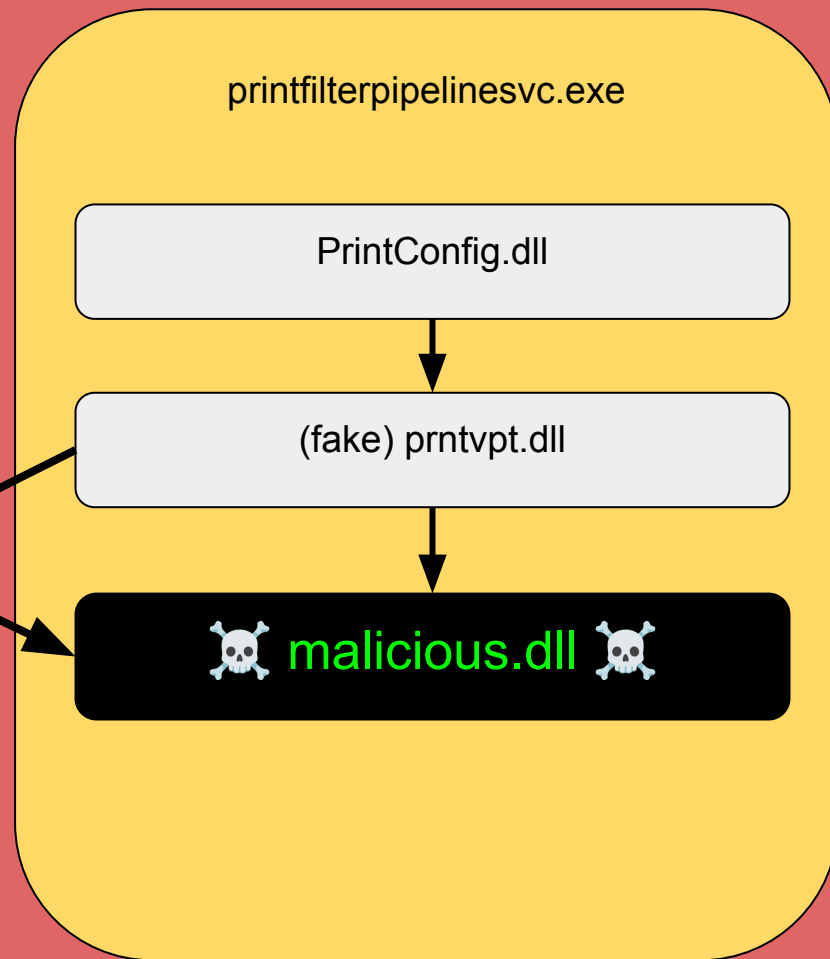 printfilterpipelinesvc.exe
PrintConfig.dll
(fake) prntvpt.dll
☠️ malicious.dll ☠️